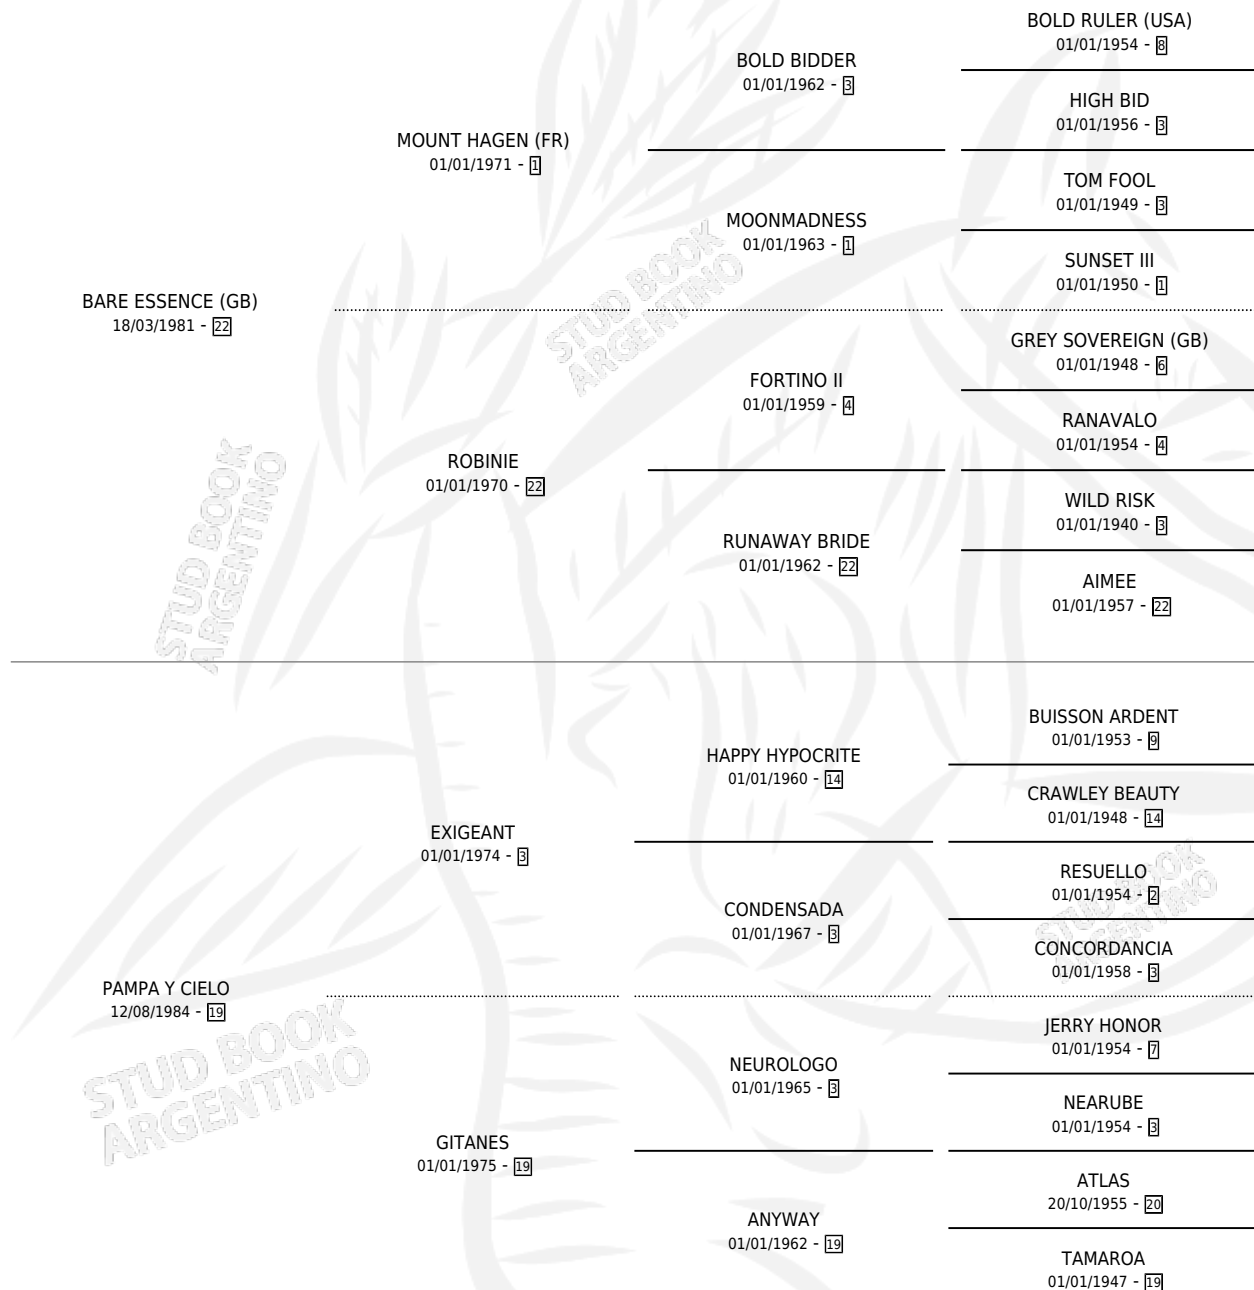 BOLD RULER (USA)
01/01/1954 - 8
BOLD BIDDER
01/01/1962 - 3
HIGH BID
01/01/1956 - 3
MOUNT HAGEN (FR)
01/01/1971 - 1
TOM FOOL
01/01/1949 - 3
MOONMADNESS
01/01/1963 - 1
SUNSET III
01/01/1950 - 1
BARE ESSENCE (GB)
18/03/1981 - 22
GREY SOVEREIGN (GB)
01/01/1948 - 6
FORTINO II
01/01/1959 - 4
RANAVALO
01/01/1954 - 4
ROBINIE
01/01/1970 - 22
WILD RISK
01/01/1940 - 3
RUNAWAY BRIDE
01/01/1962 - 22
AIMEE
01/01/1957 - 22
BUISSON ARDENT
01/01/1953 - 9
HAPPY HYPOCRITE
01/01/1960 - 14
CRAWLEY BEAUTY
01/01/1948 - 14
EXIGEANT
01/01/1974 - 3
RESUELLO
01/01/1954 - 2
CONDENSADA
01/01/1967 - 3
CONCORDANCIA
01/01/1958 - 3
PAMPA Y CIELO
12/08/1984 - 19
JERRY HONOR
01/01/1954 - 7
NEUROLOGO
01/01/1965 - 3
NEARUBE
01/01/1954 - 3
GITANES
01/01/1975 - 19
ATLAS
20/10/1955 - 20
ANYWAY
01/01/1962 - 19
TAMAROA
01/01/1947 - 19
STUD BOOK
ARGENTINO
STUD BOOK
ARGENTINO
STUD BOOK
ARGENTINO
STUD BOOK
ARGENTINO